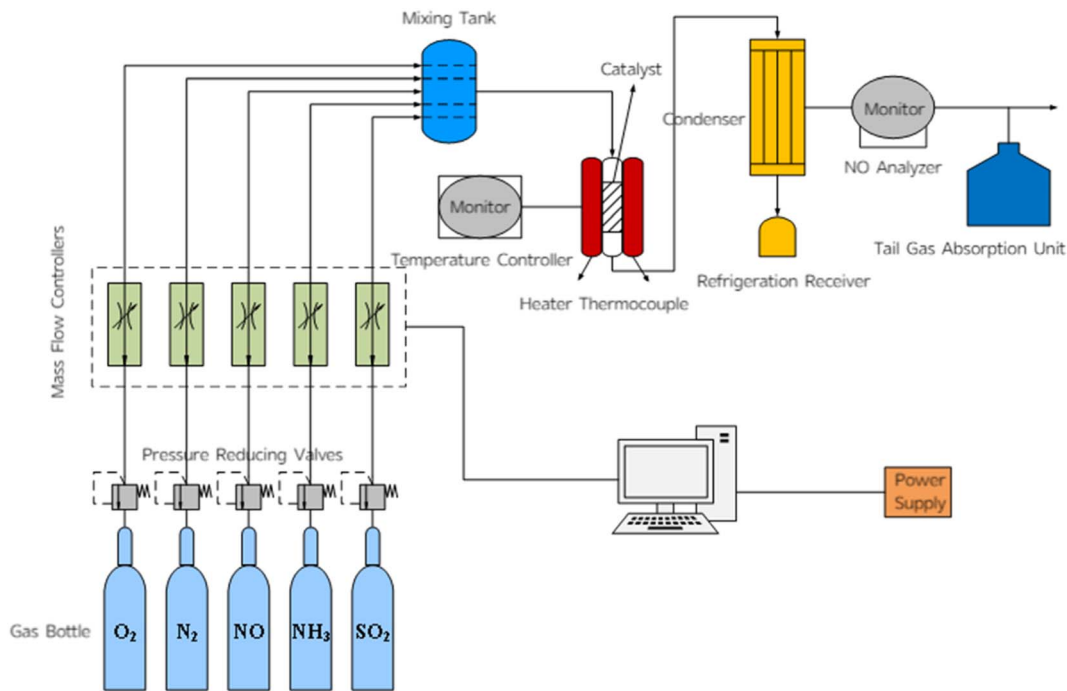 Mixing Tank
Catalyst
Condenser
Monitor
NO Analyzer
Tail Gas Absorption Unit
Monitor
Temperature Controller
Heater Thermocouple
Refrigeration Receiver
Mass Flow Controllers
Pressure Reducing Valves
Power
Supply
Gas Bottle
O₂
N₂
NO
NH₃
SO₂